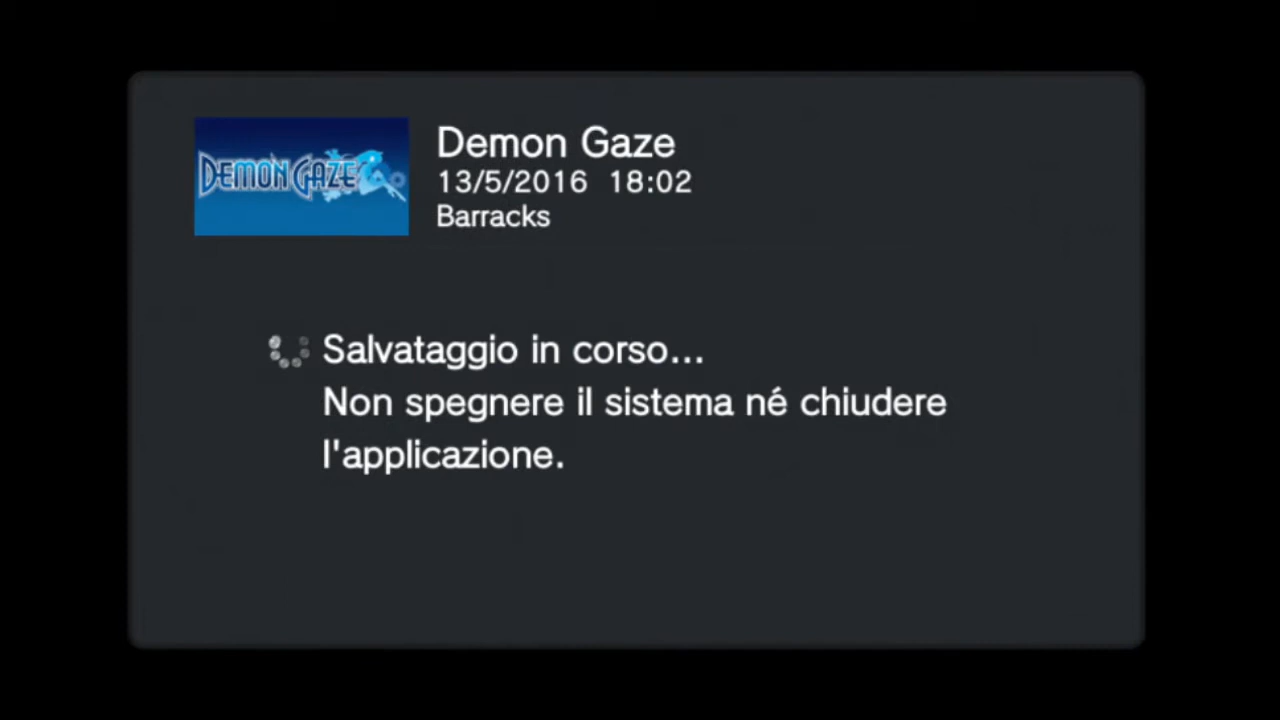 DEMON GAZE
Demon Gaze
13/5/2016 18:02
Barracks
Salvataggio in corso...
Non spegnere il sistema né chiudere
l'applicazione.